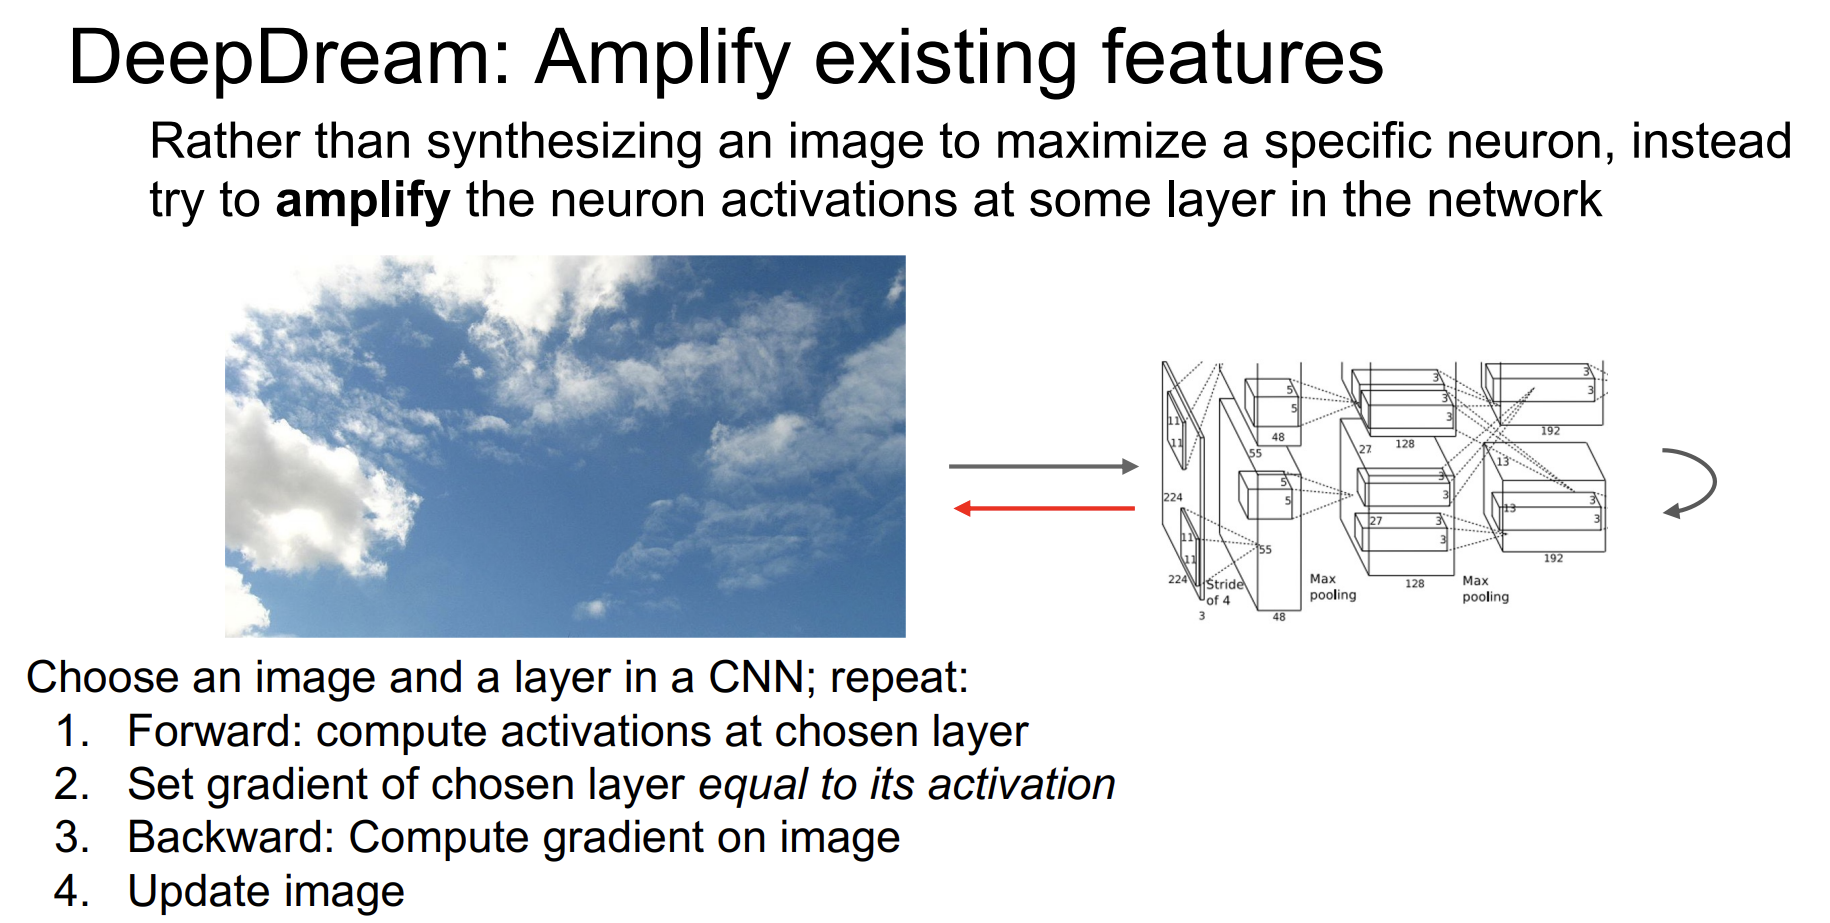 DeepDream: Amplify existing features
Rather than synthesizing an image to maximize a specific neuron, instead
try to amplify the neuron activations at some layer in the network
3
3
192
3
3
3
128
5
5
48
11
11
224
55
27
13
3
3
5
5
3
3
13
192
27
3
3
128
11
11
224
55
Stride
of 4
3
48
Max
pooling
Max
pooling
Choose an image and a layer in a CNN; repeat:
1. Forward: compute activations at chosen layer
2. Set gradient of chosen layer equal to its activation
3. Backward: Compute gradient on image
4. Update image